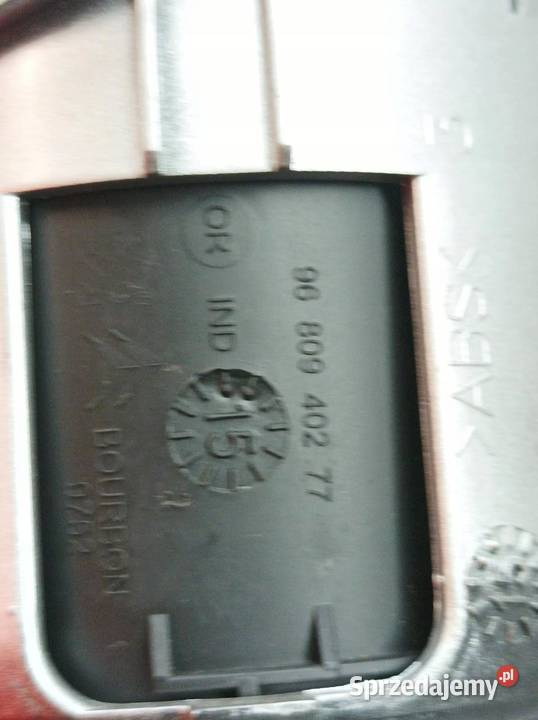 96 809 402 77
OK IND
15
BOURBON
>ABS<
Sprzedajemy.pl